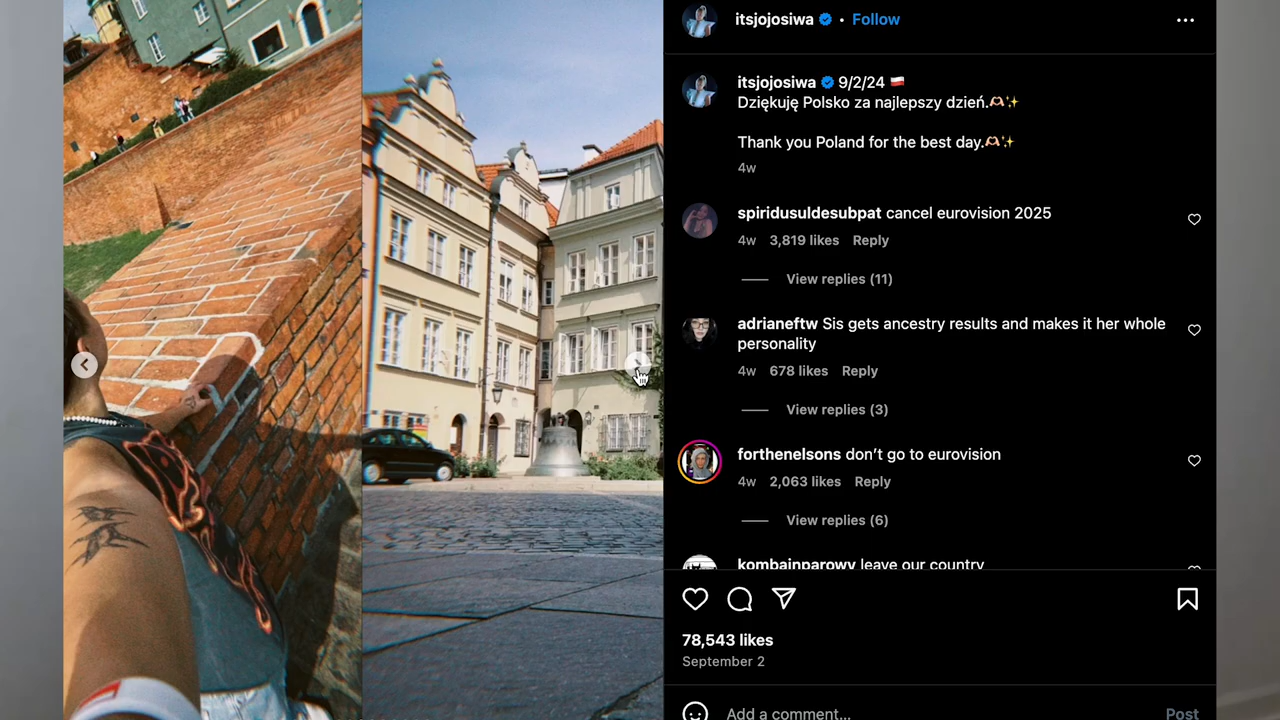 itsjojosiwa • Follow
itsjojosiwa 9/2/24 🇵🇱
Dziękuję Polsko za najlepszy dzień.🫶🏼✨
Thank you Poland for the best day.🫶🏼✨
4w
spiridusuldesubpat cancel eurovision 2025
4w 3,819 likes Reply
View replies (11)
adrianeftw Sis gets ancestry results and makes it her whole
personality
4w 678 likes Reply
View replies (3)
forthenelsons don’t go to eurovision
4w 2,063 likes Reply
View replies (6)
kombainparowy leave our country
78,543 likes
September 2
Add a comment...
Post